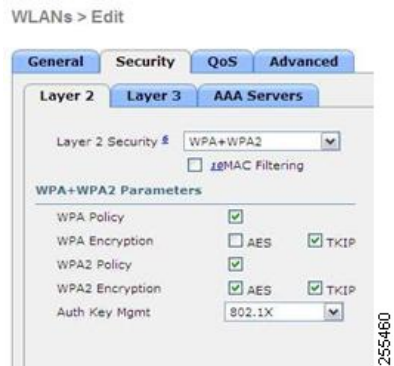 WLANs > Edit
General Security QoS Advanced
Layer 2 Layer 3 AAA Servers
Layer 2 Security 6 WPA+WPA2
10MAC Filtering
WPA+WPA2 Parameters
WPA Policy
WPA Encryption AES TKIP
WPA2 Policy
WPA2 Encryption AES TKIP
Auth Key Mgmt 802.1X
255460